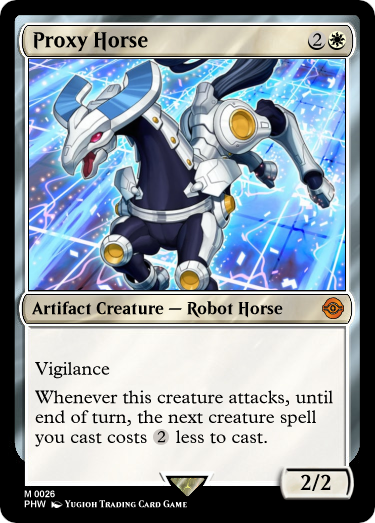 Proxy Horse 2
Artifact Creature — Robot Horse
Vigilance
Whenever this creature attacks, until
end of turn, the next creature spell
you cast costs 2 less to cast.
2/2
M 0026
PHW Yugioh Trading Card Game